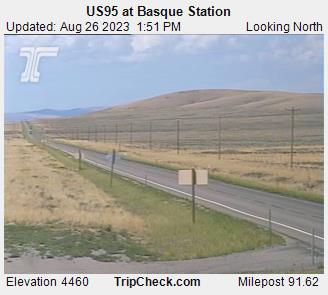 US95 at Basque Station
Updated: Aug 26 2023 1:51 PM Looking North
Elevation 4460 TripCheck.com Milepost 91.62